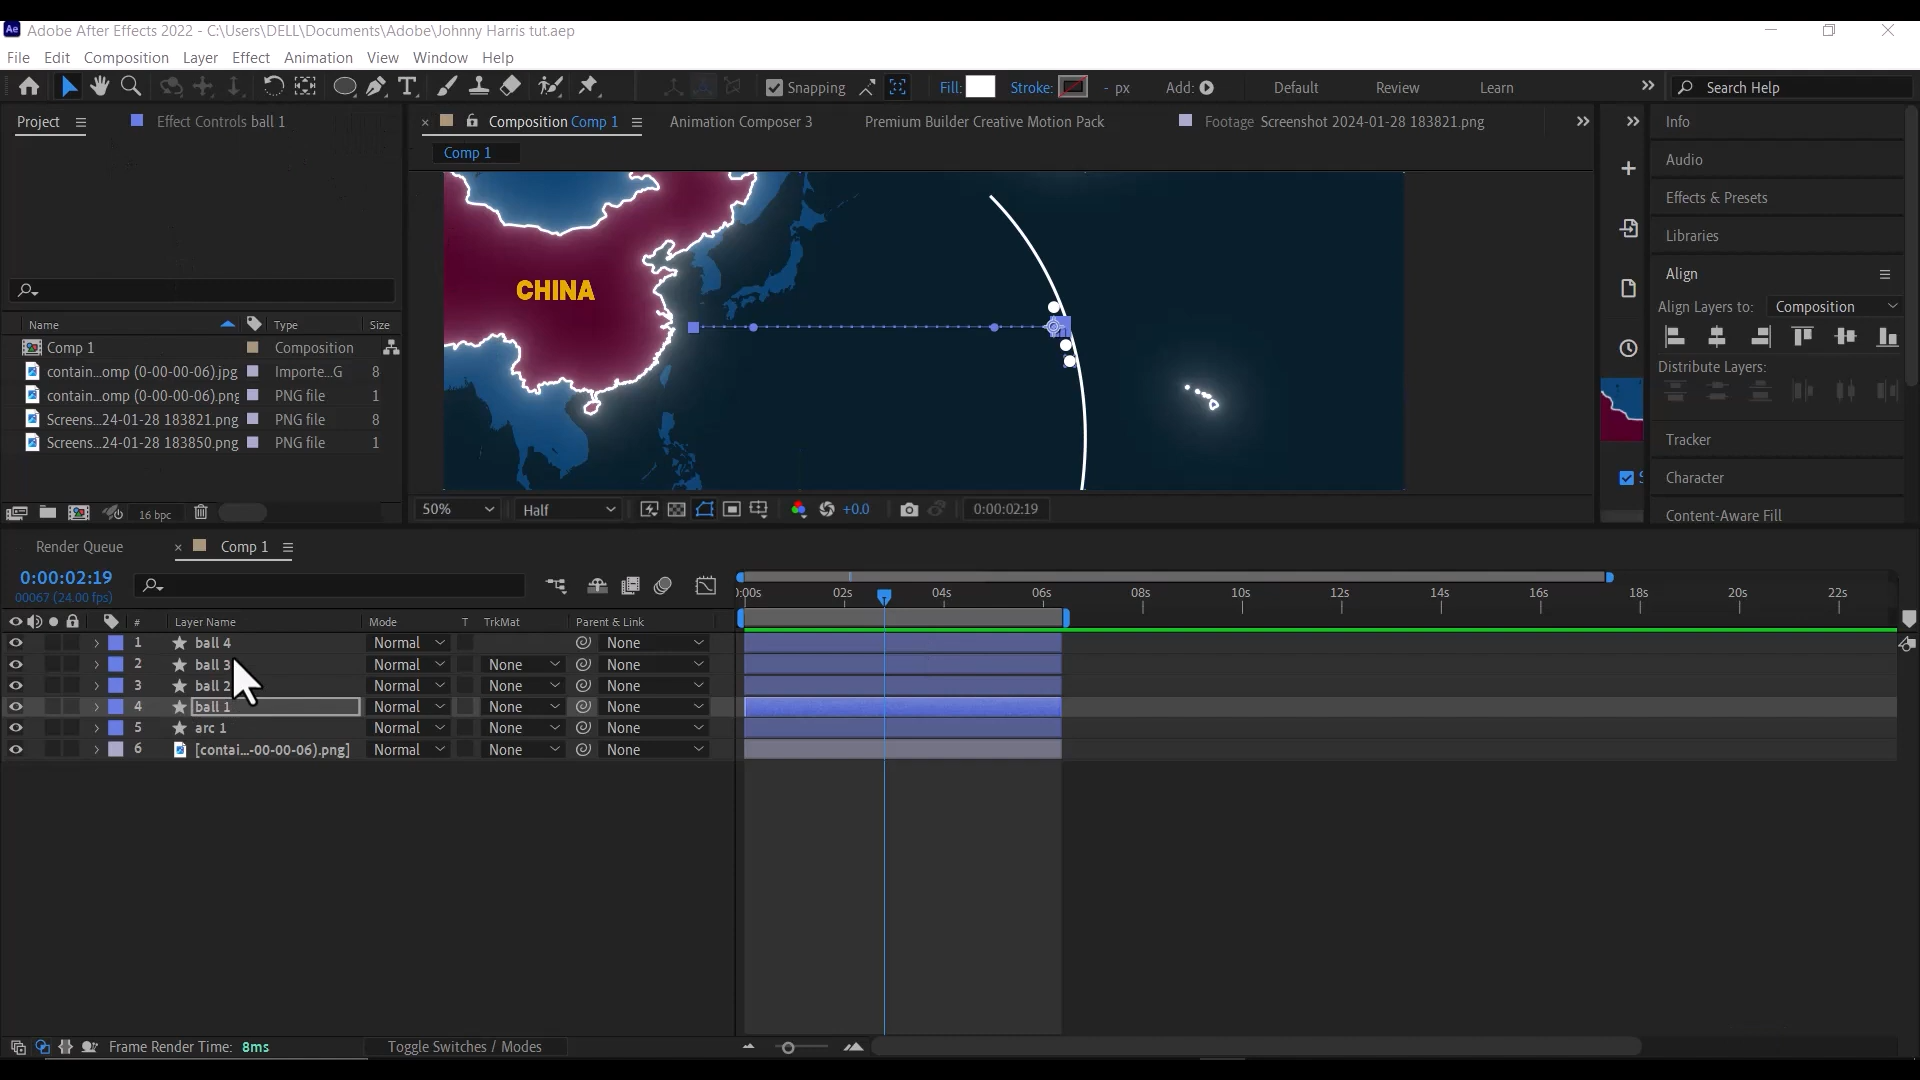 Ae Adobe After Effects 2022 - C:\Users\DELL\Documents\Adobe\Johnny Harris tut.aep
File Edit Composition Layer Effect Animation View Window Help
Snapping Fill: Stroke: - px Add: Default Review Learn Search Help
Project Effect Controls ball 1
Composition Comp 1 Animation Composer 3 Premium Builder Creative Motion Pack Footage Screenshot 2024-01-28 183821.png
Comp 1
CHINA
Name Type Size
Comp 1 Composition
contain...omp (0-00-00-06).jpg Importe...G 8
contain...omp (0-00-00-06).png PNG file 1
Screens...24-01-28 183821.png PNG file 8
Screens...24-01-28 183850.png PNG file 1
16 bpc
50% Half +0.0 0:00:02:19
Info
Audio
Effects & Presets
Libraries
Align
Align Layers to: Composition
Distribute Layers:
Tracker
Character
Content-Aware Fill
Render Queue Comp 1
0:00:02:19
00067 (24.00 fps)
:00s 02s 04s 06s 08s 10s 12s 14s 16s 18s 20s 22s
# Layer Name Mode T TrkMat Parent & Link
1 ball 4 Normal None
2 ball 3 Normal None None
3 ball 2 Normal None None
4 ball 1 Normal None None
5 arc 1 Normal None None
6 [contai...-00-00-06).png] Normal None None
Frame Render Time: 8ms Toggle Switches / Modes